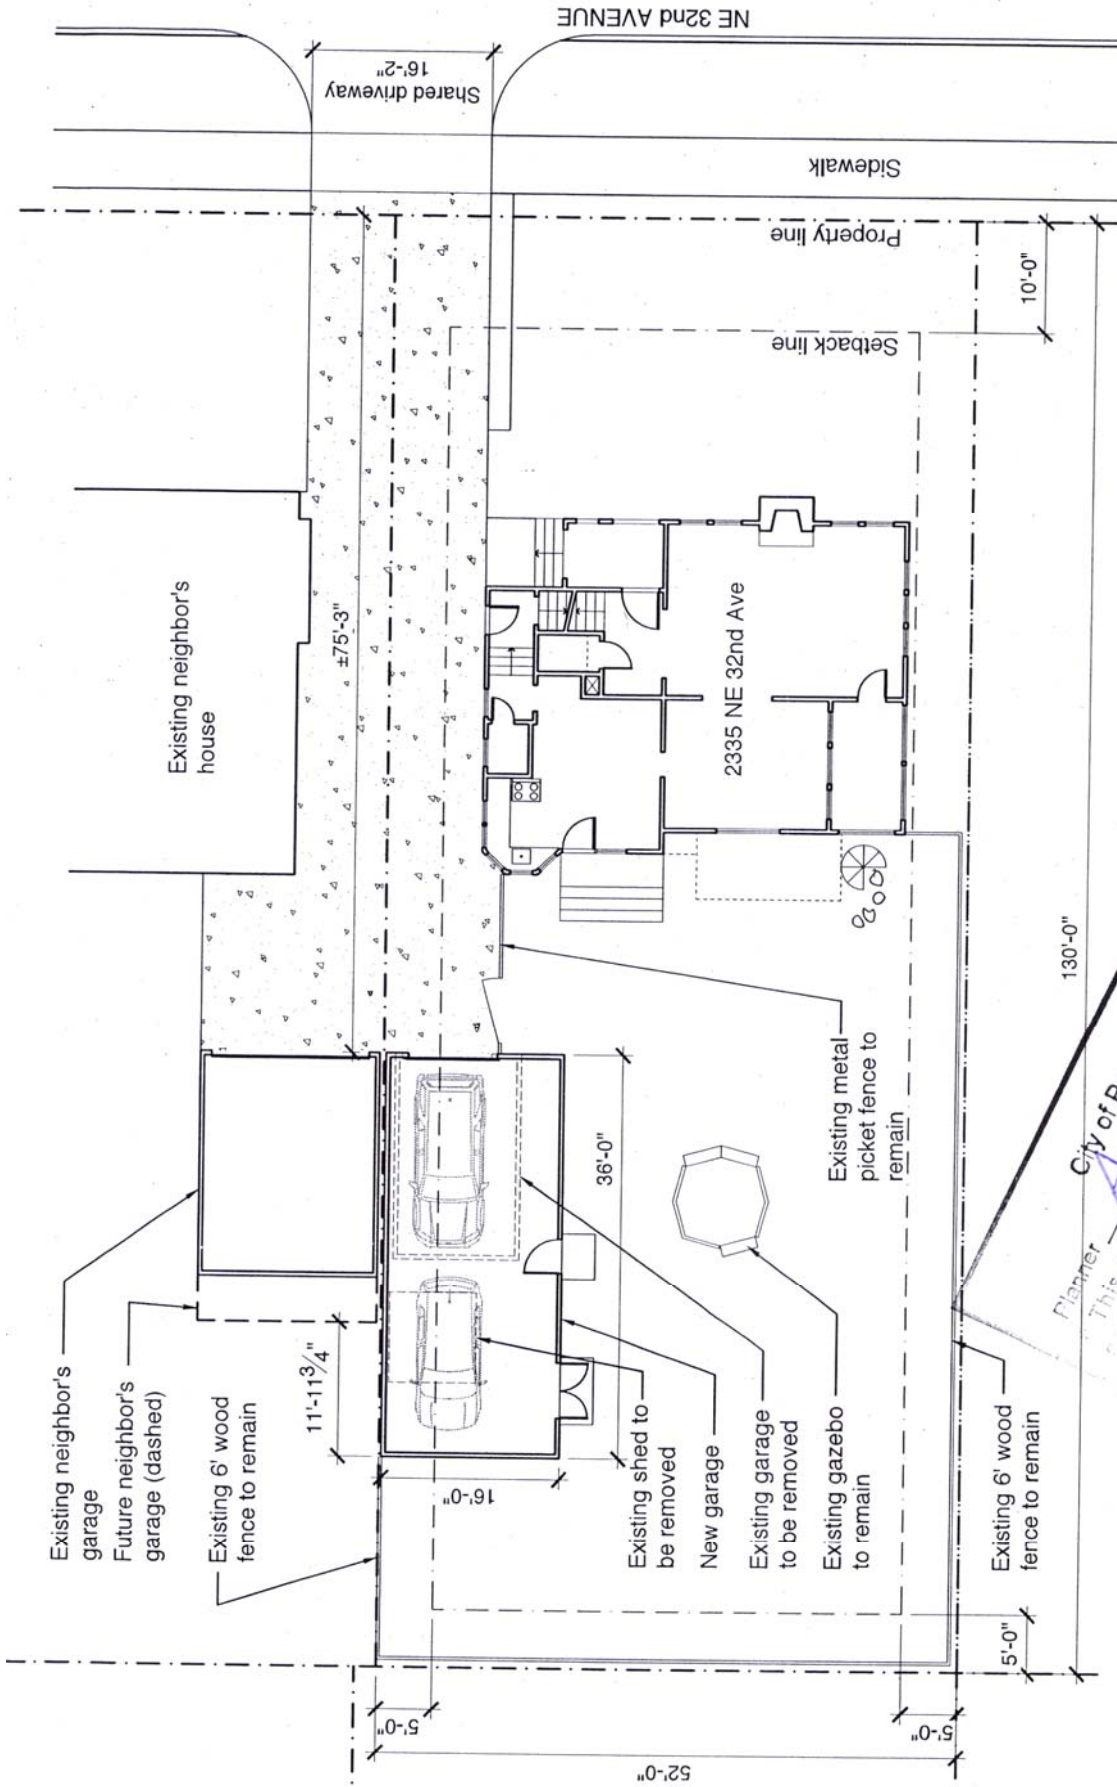 NE 32nd AVENUE
Shared driveway
16'-2"
Sidewalk
Property line
10'-0"
Setback line
Existing neighbor's
house
±75'-3"
2335 NE 32nd Ave
130'-0"
Existing metal
picket fence to
remain
36'-0"
Existing neighbor's
garage
Future neighbor's
garage (dashed)
11'-11 3/4"
Existing 6' wood
fence to remain
16'-0"
Existing shed to
be removed
New garage
Existing garage
to be removed
Existing gazebo
to remain
Existing 6' wood
fence to remain
5'-0"
5'-0"
5'-0"
52'-0"
City of
Planner
This